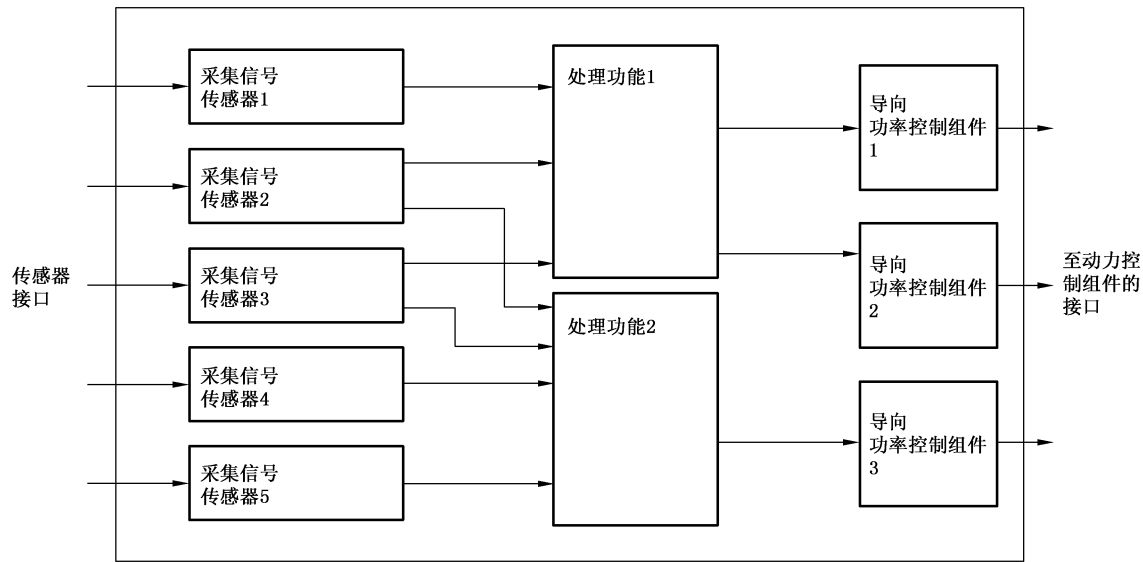 传感器
接口
采集信号
传感器1
采集信号
传感器2
采集信号
传感器3
采集信号
传感器4
采集信号
传感器5
处理功能1
处理功能2
导向
功率控制组件
1
导向
功率控制组件
2
导向
功率控制组件
3
至动力控
制组件的
接口